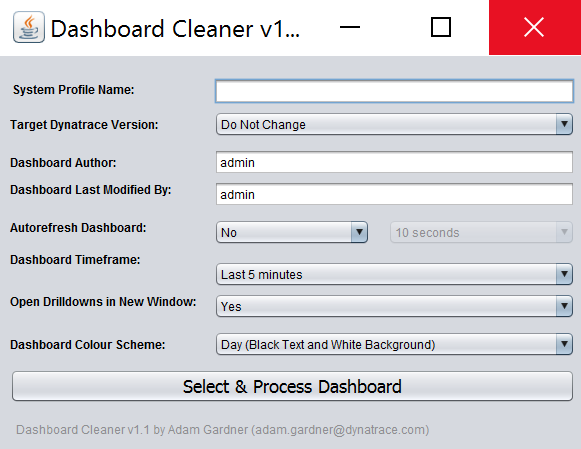 Dashboard Cleaner v1...
System Profile Name:
Target Dynatrace Version: Do Not Change
Dashboard Author: admin
Dashboard Last Modified By: admin
Autorefresh Dashboard: No 10 seconds
Dashboard Timeframe: Last 5 minutes
Open Drilldowns in New Window: Yes
Dashboard Colour Scheme: Day (Black Text and White Background)
Select & Process Dashboard
Dashboard Cleaner v1.1 by Adam Gardner (adam.gardner@dynatrace.com)